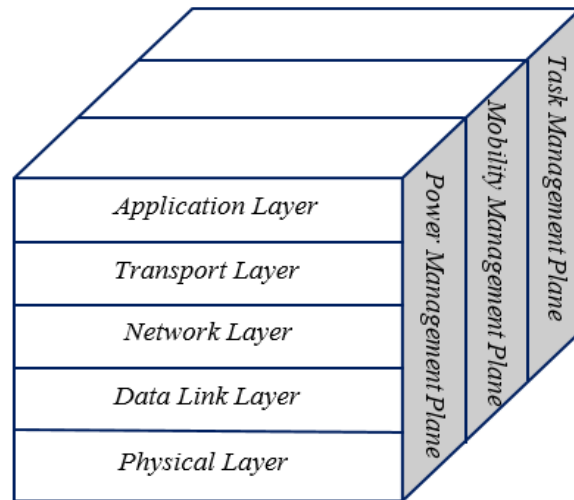 Application Layer
Transport Layer
Network Layer
Data Link Layer
Physical Layer
Power Management Plane
Mobility Management Plane
Task Management Plane